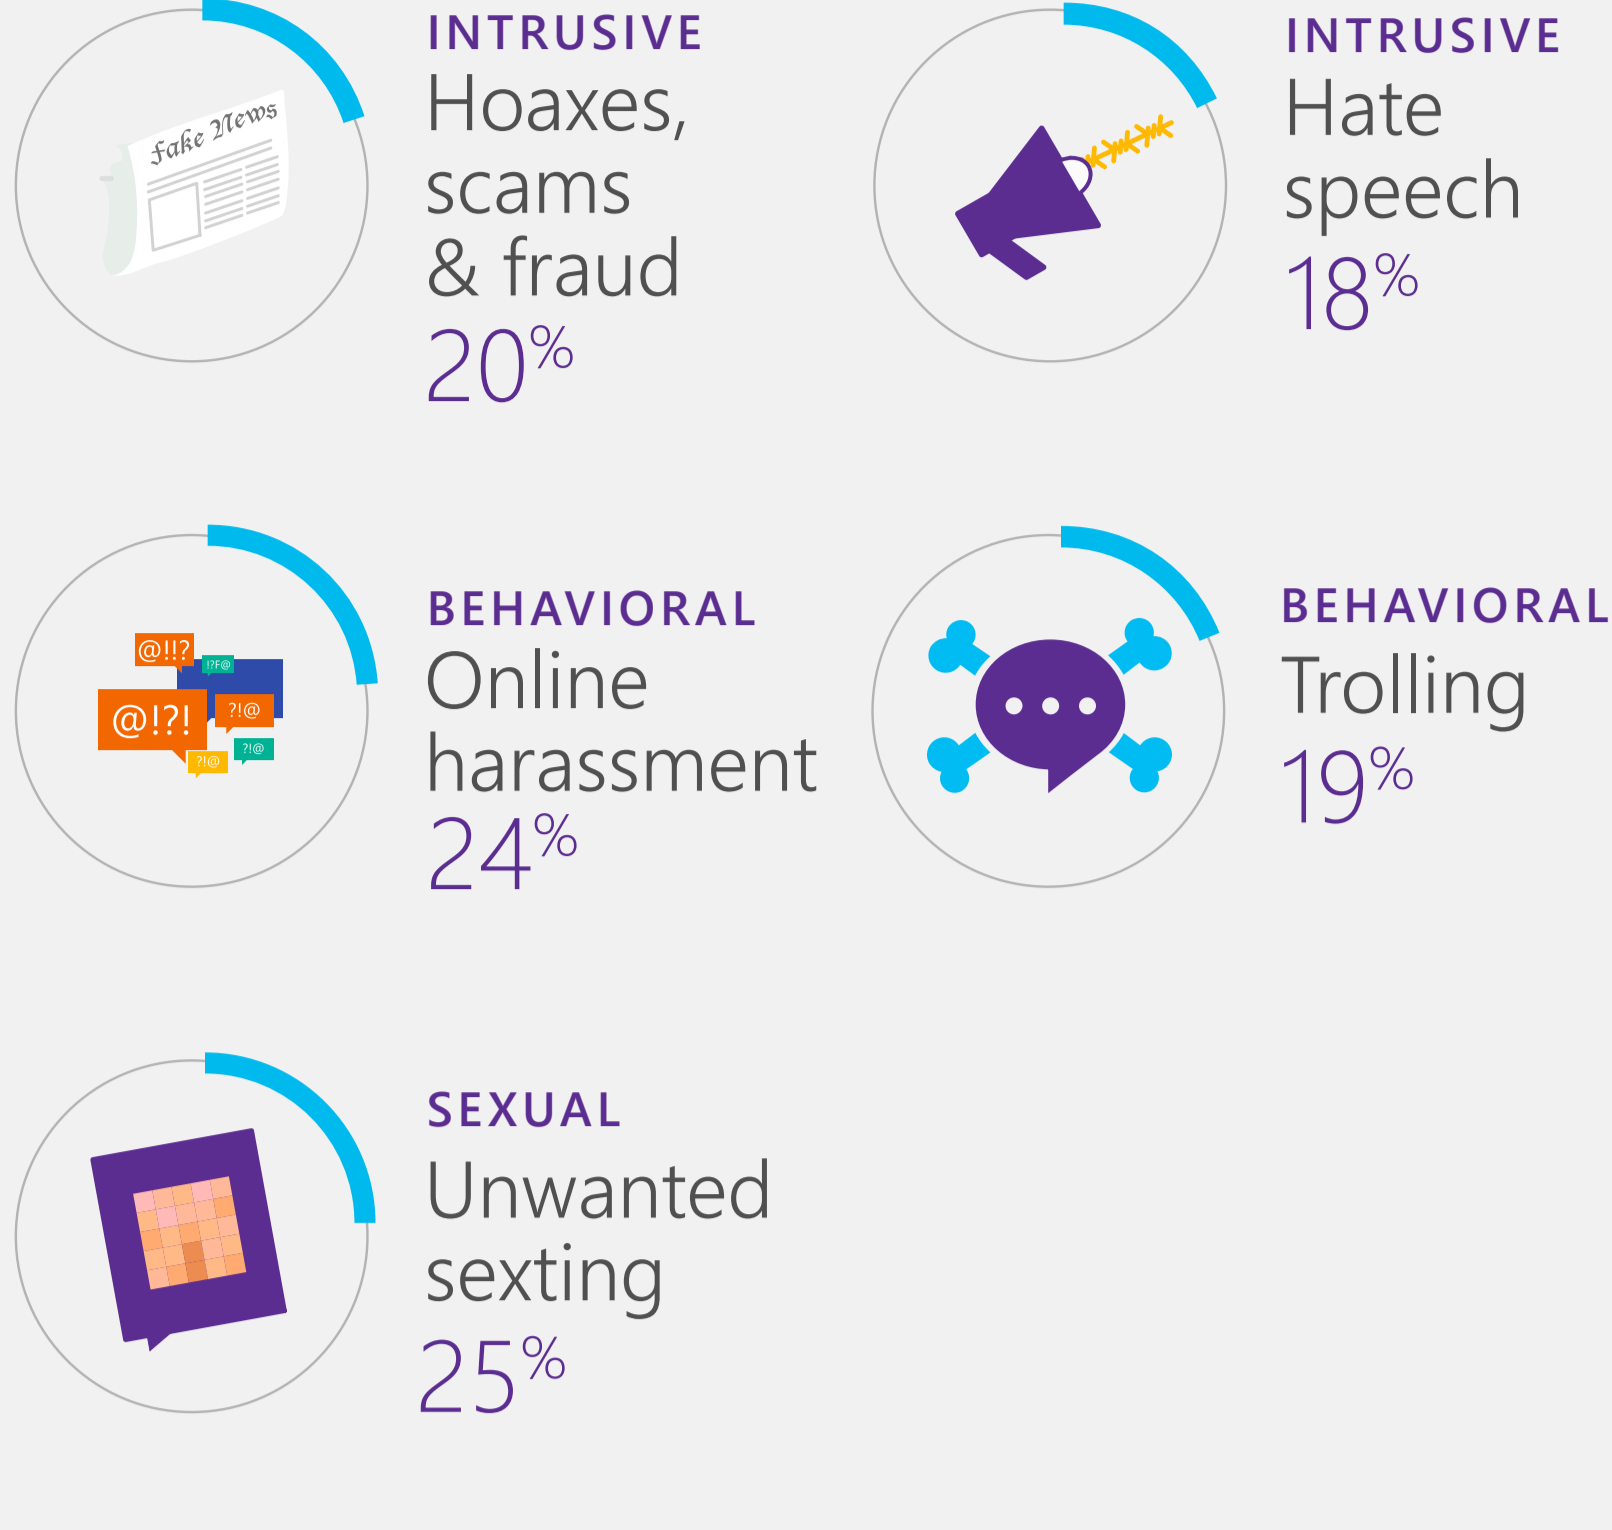 INTRUSIVE
Hoaxes,
scams
& fraud
20%
Fake News
INTRUSIVE
Hate
speech
18%
BEHAVIORAL
Online
harassment
24%
@!!?
!?F@
@!?!
?!@
?!@
?!@
BEHAVIORAL
Trolling
19%
SEXUAL
Unwanted
sexting
25%